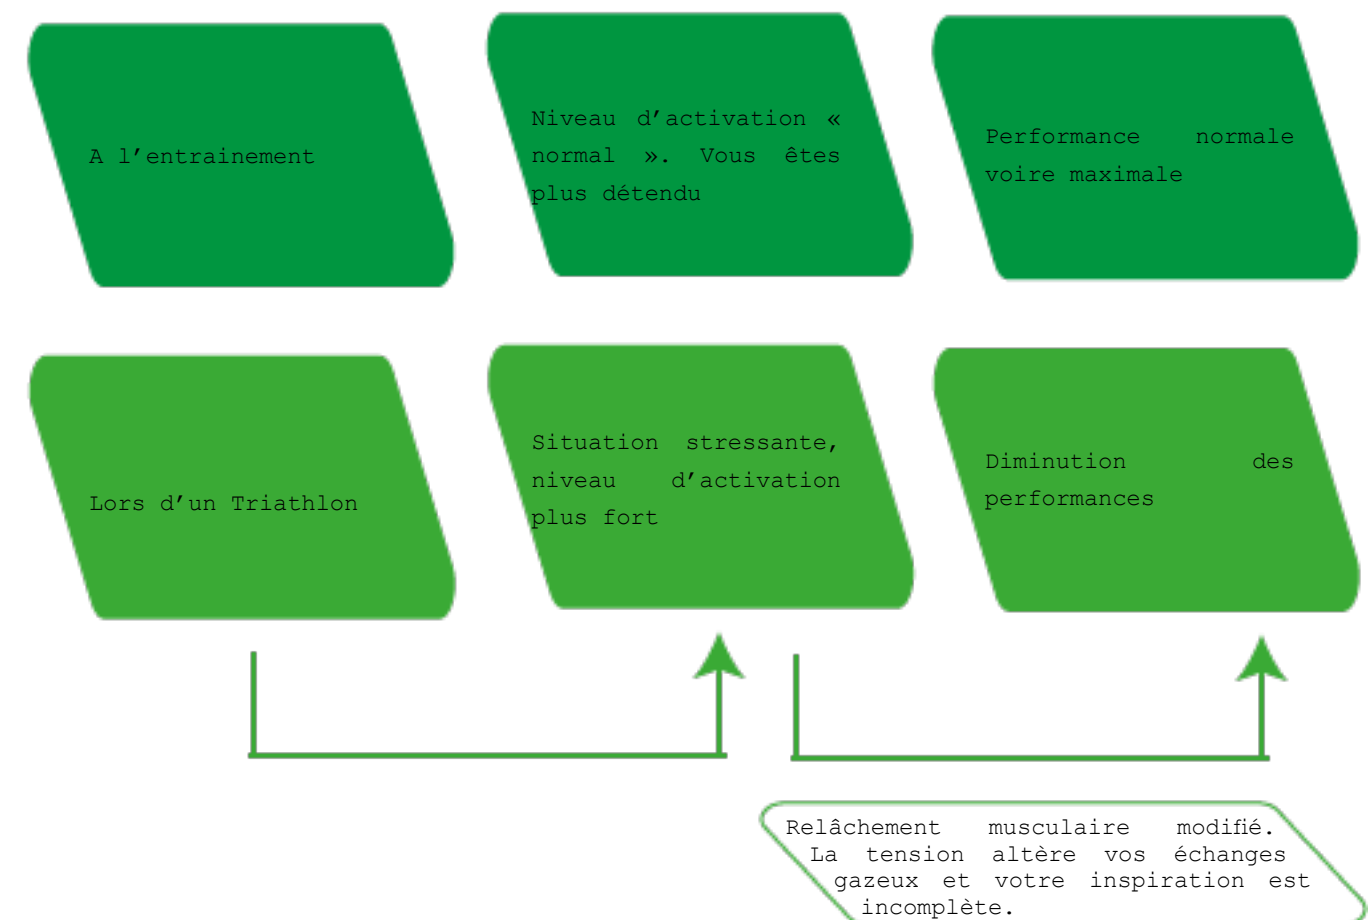 A l’entrainement
Niveau d’activation «
normal ». Vous êtes
plus détendu
Performance normale
voire maximale
Lors d’un Triathlon
Situation stressante,
niveau d’activation
plus fort
Diminution des
performances
Relâchement musculaire modifié.
La tension altère vos échanges
gazeux et votre inspiration est
incomplète.